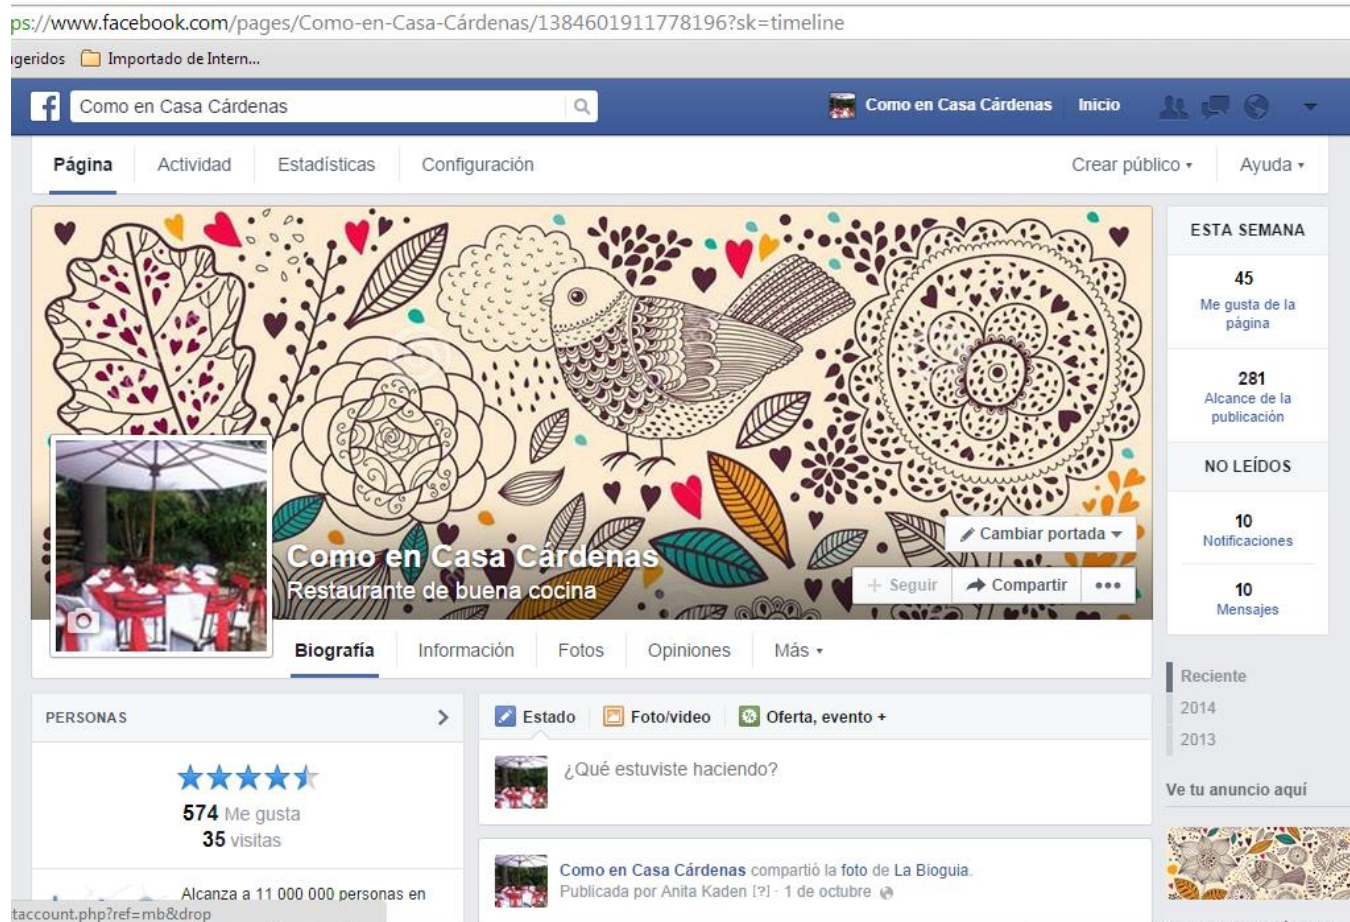 ps://www.facebook.com/pages/Como-en-Casa-Cárdenas/1384601911778196?sk=timeline
geridos Importado de Intern...
Como en Casa Cárdenas
Como en Casa Cárdenas Inicio
Página Actividad Estadísticas Configuración Crear público Ayuda
ESTA SEMANA
45
Me gusta de la
página
281
Alcance de la
publicación
NO LEÍDOS
10
Notificaciones
10
Mensajes
Cambiar portada
Como en Casa Cárdenas
Restaurante de buena cocina
+ Seguir Compartir •••
Biografía Información Fotos Opiniones Más
Reciente
2014
2013
Ve tu anuncio aquí
PERSONAS
574 Me gusta
35 visitas
Alcanza a 11 000 000 personas en
Estado Foto/video Oferta, evento +
¿Qué estuviste haciendo?
Como en Casa Cárdenas compartió la foto de La Bioguia.
Publicada por Anita Kaden [?] · 1 de octubre
taccount.php?ref=mb&drop